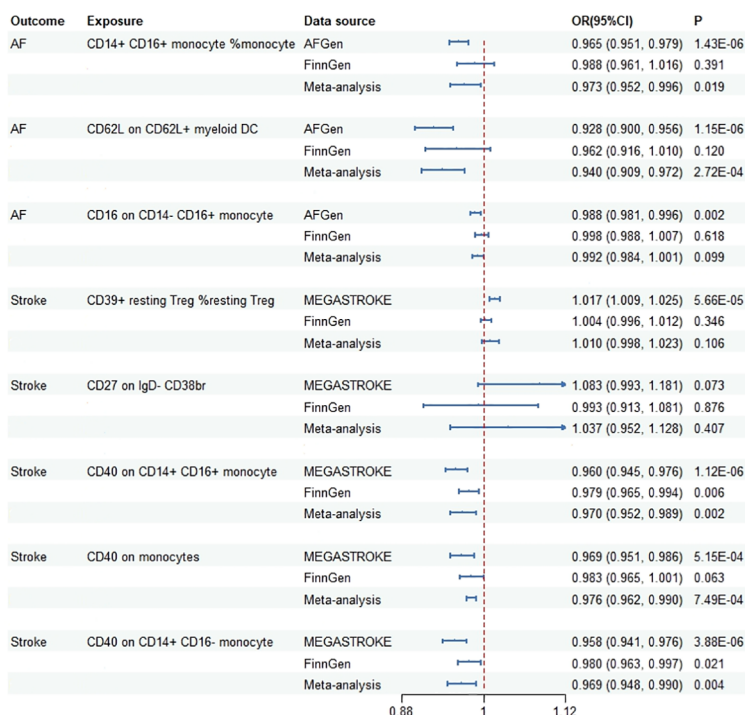 Outcome Exposure Data source OR(95%CI) P
AF CD14+ CD16+ monocyte %monocyte AFGen 0.965 (0.951, 0.979) 1.43E-06
FinnGen 0.988 (0.961, 1.016) 0.391
Meta-analysis 0.973 (0.952, 0.996) 0.019
AF CD62L on CD62L+ myeloid DC AFGen 0.928 (0.900, 0.956) 1.15E-06
FinnGen 0.962 (0.916, 1.010) 0.120
Meta-analysis 0.940 (0.909, 0.972) 2.72E-04
AF CD16 on CD14- CD16+ monocyte AFGen 0.988 (0.981, 0.996) 0.002
FinnGen 0.998 (0.988, 1.007) 0.618
Meta-analysis 0.992 (0.984, 1.001) 0.099
Stroke CD39+ resting Treg %resting Treg MEGASTROKE 1.017 (1.009, 1.025) 5.66E-05
FinnGen 1.004 (0.996, 1.012) 0.346
Meta-analysis 1.010 (0.998, 1.023) 0.106
Stroke CD27 on IgD- CD38br MEGASTROKE 1.083 (0.993, 1.181) 0.073
FinnGen 0.993 (0.913, 1.081) 0.876
Meta-analysis 1.037 (0.952, 1.128) 0.407
Stroke CD40 on CD14+ CD16+ monocyte MEGASTROKE 0.960 (0.945, 0.976) 1.12E-06
FinnGen 0.979 (0.965, 0.994) 0.006
Meta-analysis 0.970 (0.952, 0.989) 0.002
Stroke CD40 on monocytes MEGASTROKE 0.969 (0.951, 0.986) 5.15E-04
FinnGen 0.983 (0.965, 1.001) 0.063
Meta-analysis 0.976 (0.962, 0.990) 7.49E-04
Stroke CD40 on CD14+ CD16- monocyte MEGASTROKE 0.958 (0.941, 0.976) 3.88E-06
FinnGen 0.980 (0.963, 0.997) 0.021
Meta-analysis 0.969 (0.948, 0.990) 0.004
0.88 1 1.12